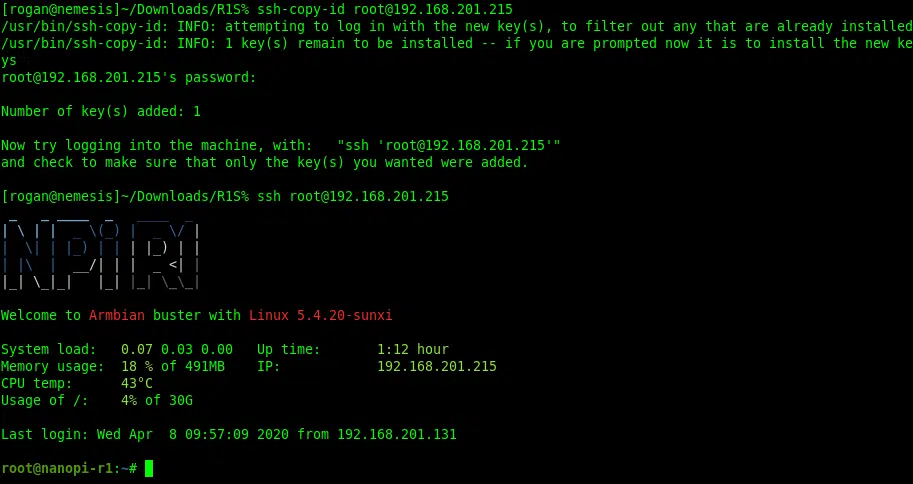 [rogan@nemesis]~/Downloads/R1S% ssh-copy-id root@192.168.201.215
/usr/bin/ssh-copy-id: INFO: attempting to log in with the new key(s), to filter out any that are already installed
/usr/bin/ssh-copy-id: INFO: 1 key(s) remain to be installed -- if you are prompted now it is to install the new ke
ys
root@192.168.201.215's password:
Number of key(s) added: 1
Now try logging into the machine, with:   "ssh 'root@192.168.201.215'"
and check to make sure that only the key(s) you wanted were added.
[rogan@nemesis]~/Downloads/R1S% ssh root@192.168.201.215
NPi R1
Welcome to Armbian buster with Linux 5.4.20-sunxi
System load:   0.07 0.03 0.00   Up time:       1:12 hour
Memory usage:  18 % of 491MB    IP:            192.168.201.215
CPU temp:      43°C
Usage of /:    4% of 30G
Last login: Wed Apr  8 09:57:09 2020 from 192.168.201.131
root@nanopi-r1:~#